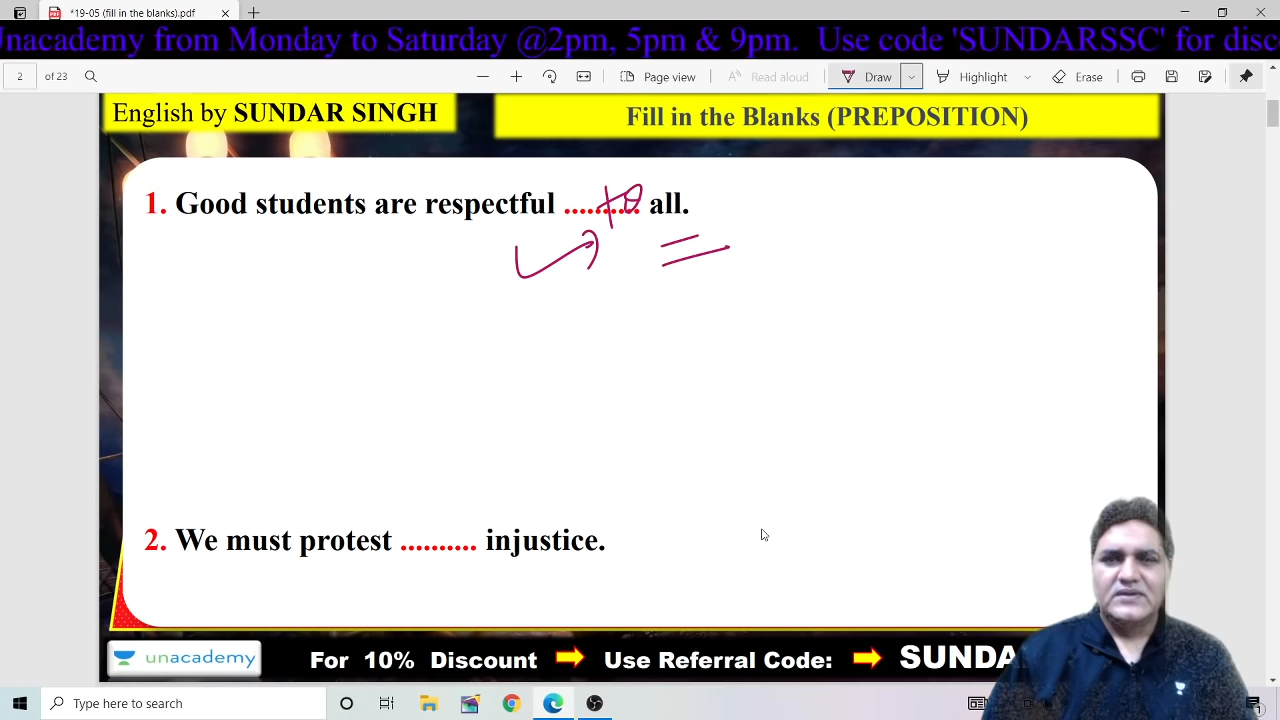 *19-05 (fill in the blanks).pdf
Unacademy from Monday to Saturday @2pm, 5pm & 9pm. Use code 'SUNDARSSC' for disc
2 of 23 Page view Read aloud Draw Highlight Erase
English by SUNDAR SINGH
Fill in the Blanks (PREPOSITION)
1. Good students are respectful .......... all.
to
2. We must protest .......... injustice.
unacademy
For 10% Discount Use Referral Code: SUNDA
Type here to search